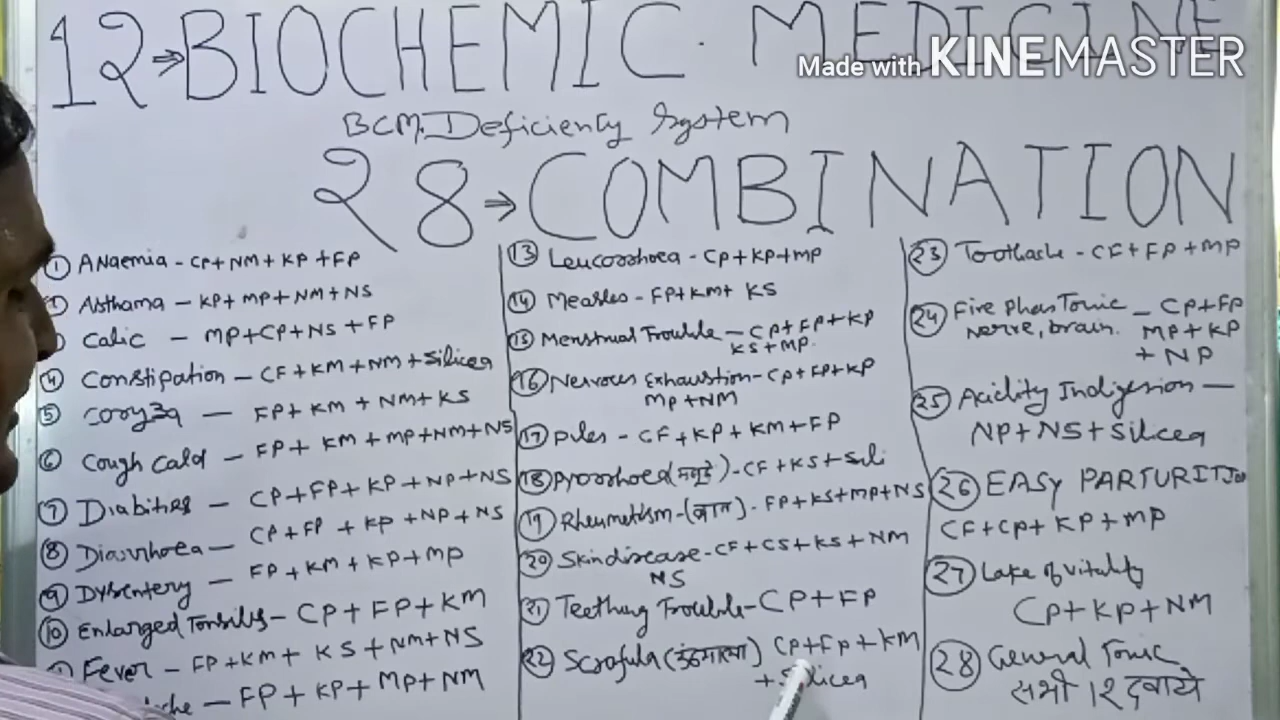 12⇒BIOCHEMIC. MEDICINE
Made with KINEMASTER
BCM. Deficiency System
28⇒COMBINATION
① ANaemia - CP+NM+KP+FP
Asthama - KP+MP+NM+NS
Calic - MP+CP+NS+FP
④ Constipation - CF+KM+NM+Silicea
⑤ Coryza - FP+KM+NM+KS
⑥ Cough Cald - FP+KM+MP+NM+NS
⑦ Diabities - CP+FP+KP+NP+NS
⑧ Diarrhoea - CP+FP+KP+NP+NS
⑨ Dysentery - FP+KM+KP+MP
⑩ Enlarged Tonsils - CP+FP+KM
Fever - FP+KM+KS+NM+NS
che - FP+KP+MP+NM
⑬ Leucorrhoea - CP+KP+MP
⑭ Measles - FP+KM+KS
⑮ Menstrual Trouble - CP+FP+KP
KS+MP.
⑯ Nervous Exhaustion - CP+FP+KP
MP+NM
⑰ Piles - CF+KP+KM+FP
⑱ Pyorrhoea (मसूढ़े) - CF+KS+Sili
⑲ Rheumetism - (वात) - FP+KS+MP+NS
⑳ Skin disease - CF+CS+KS+NM
NS
㉑ Teething Trouble - CP+FP
㉒ Scrofula () CP+FP+KM
+Silicea
㉓ Toothache - CF+FP+MP
㉔ Five Phas Tonic - CP+FP
Nerve, brain. MP+KP
+NP
㉕ Acidity Indigesion -
NP+NS+Silicea
㉖ EASY PARTURITION
CF+CP+KP+MP
㉗ Lake of vitality
CP+KP+NM
㉘ General Tonic
सभी 12 दवाये